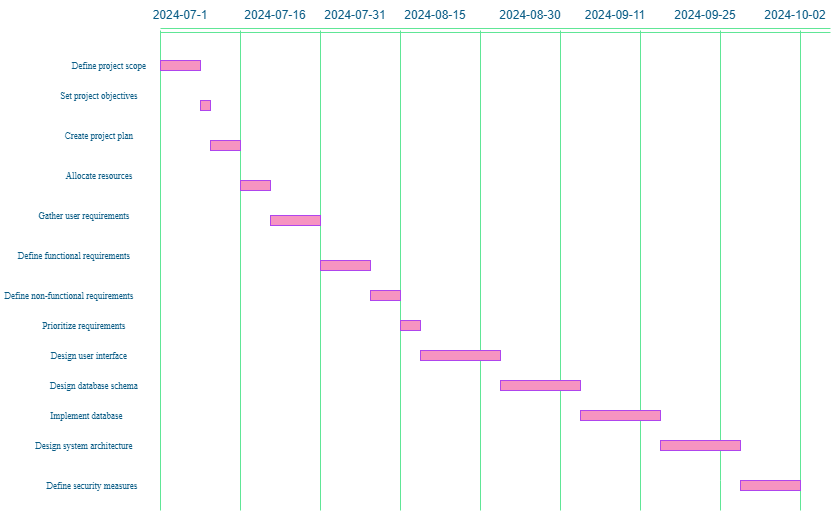 2024-07-1 2024-07-16 2024-07-31 2024-08-15 2024-08-30 2024-09-11 2024-09-25 2024-10-02
Define project scope
Set project objectives
Create project plan
Allocate resources
Gather user requirements
Define functional requirements
Define non-functional requirements
Prioritize requirements
Design user interface
Design database schema
Implement database
Design system architecture
Define security measures